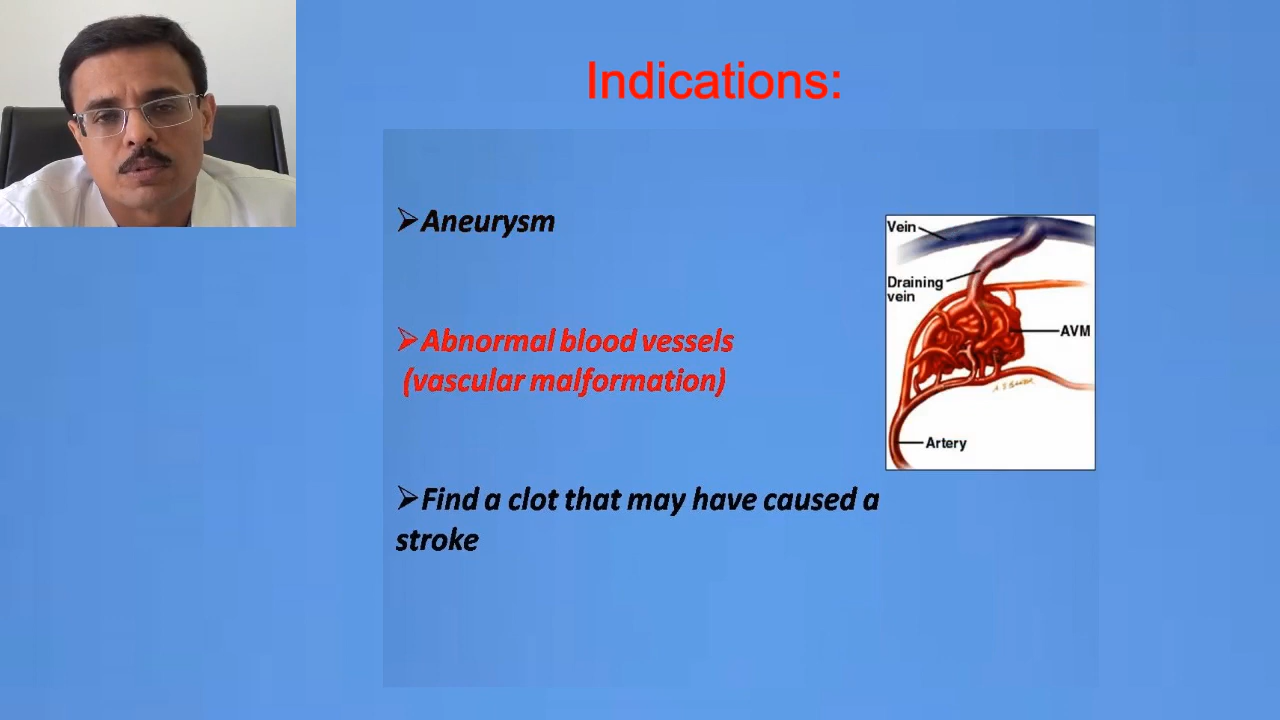 Indications:
➢Aneurysm
➢Abnormal blood vessels
(vascular malformation)
➢Find a clot that may have caused a
stroke
Vein
Draining
vein
AVM
Artery